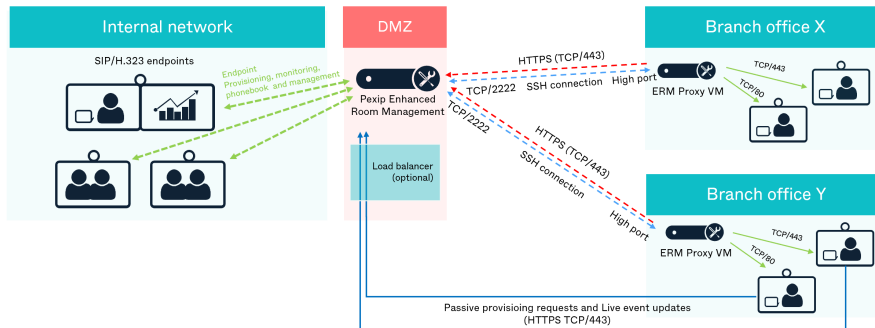 Internal network
DMZ
Branch office X
SIP/H.323 endpoints
Endpoint
Provisioning, monitoring,
phonebook and management
Pexip Enhanced
Room Management
HTTPS (TCP/443)
TCP/2222
SSH connection
High port
ERM Proxy VM
TCP/443
TCP/80
TCP/2222
HTTPS (TCP/443)
SSH connection
High port
Load balancer
(optional)
Branch office Y
ERM Proxy VM
TCP/443
TCP/80
Passive provisioing requests and Live event updates
(HTTPS TCP/443)